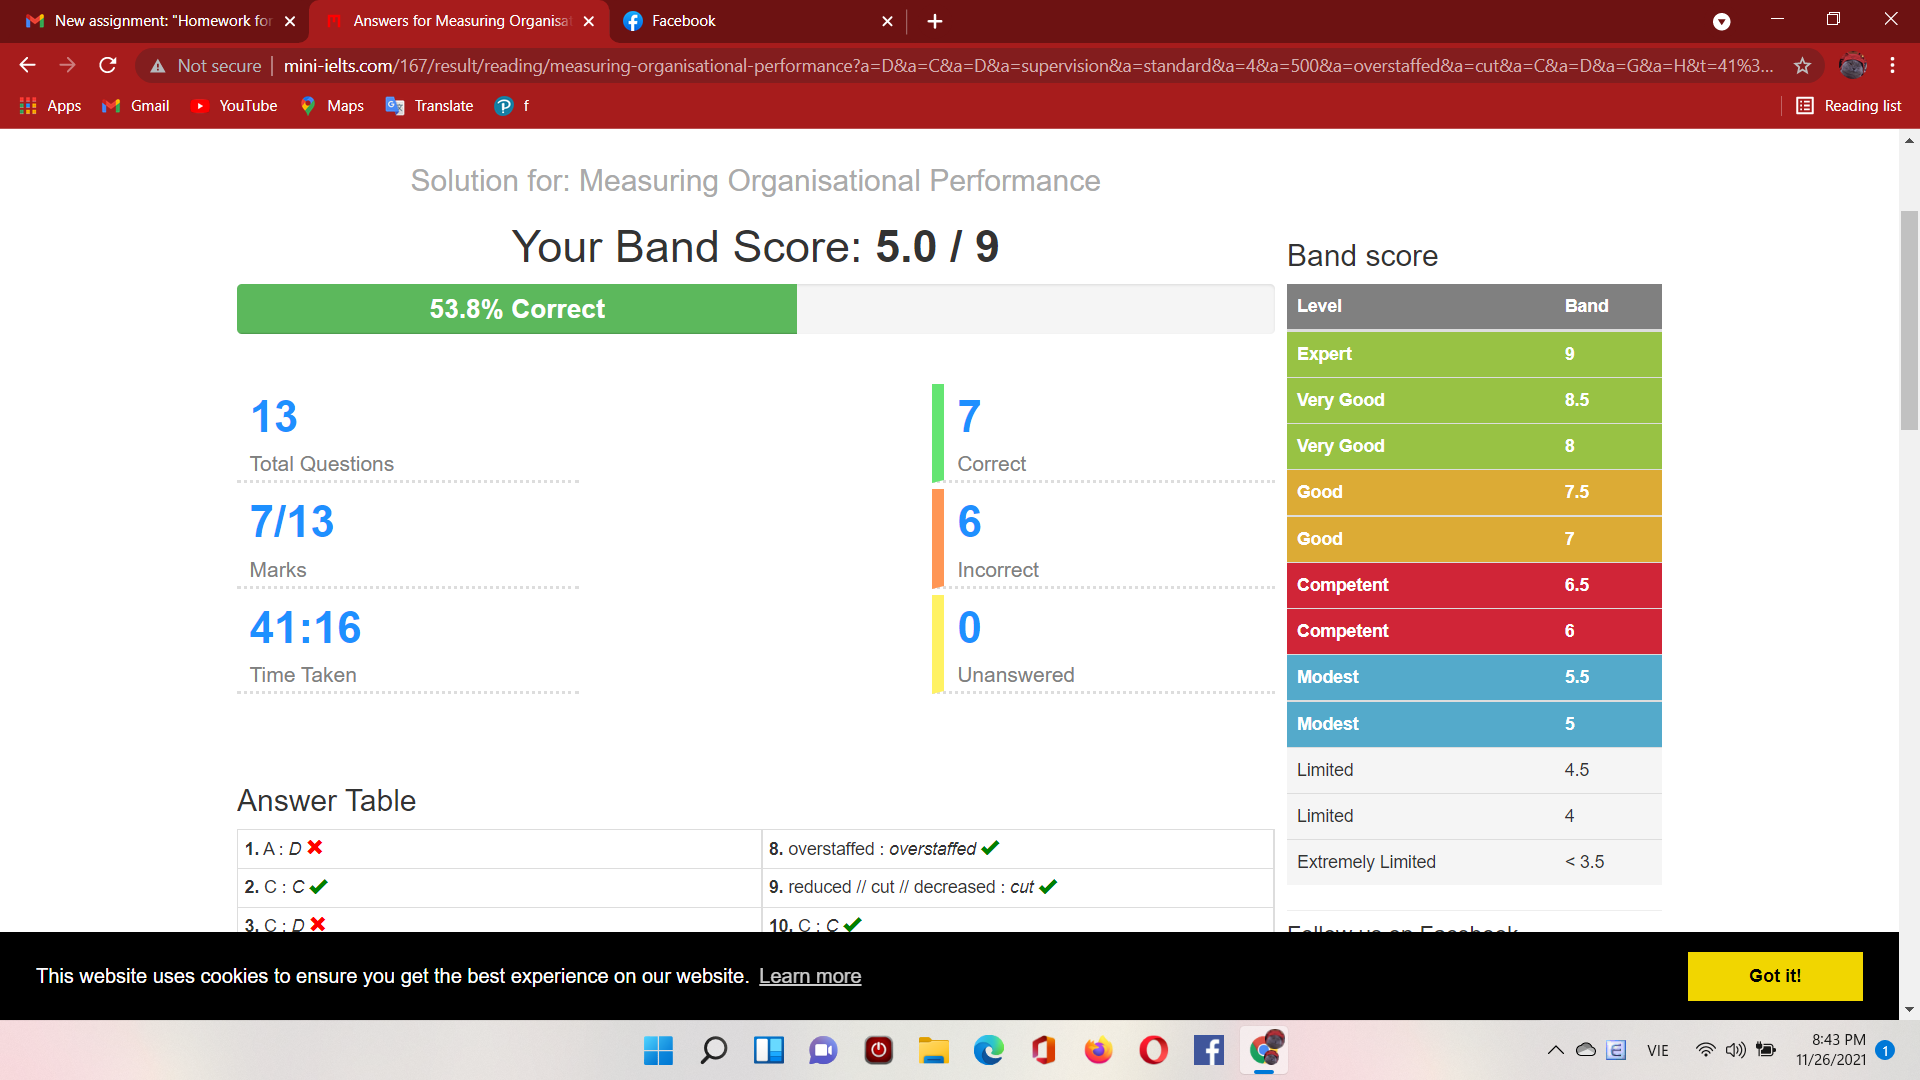 New assignment: "Homework for
Answers for Measuring Organisat
Facebook
Not secure
mini-ielts.com/167/result/reading/measuring-organisational-performance?a=D&a=C&a=D&a=supervision&a=standard&a=4&a=500&a=overstaffed&a=cut&a=C&a=D&a=G&a=H&t=41%3...
Apps
Gmail
YouTube
Maps
Translate
f
Reading list
Solution for: Measuring Organisational Performance
Your Band Score: 5.0 / 9
53.8% Correct
13
Total Questions
7
Correct
7/13
Marks
6
Incorrect
41:16
Time Taken
0
Unanswered
Band score
Level Band
Expert 9
Very Good 8.5
Very Good 8
Good 7.5
Good 7
Competent 6.5
Competent 6
Modest 5.5
Modest 5
Limited 4.5
Limited 4
Extremely Limited < 3.5
Follow us on Facebook
Answer Table
1. A : D
8. overstaffed : overstaffed
2. C : C
9. reduced // cut // decreased : cut
3. C : D
10. C : C
This website uses cookies to ensure you get the best experience on our website. Learn more
Got it!
VIE
8:43 PM
11/26/2021
1